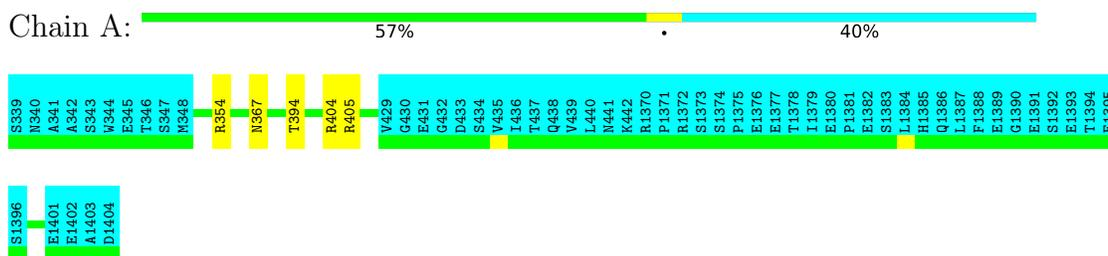 Chain A:
57% • 40%
S339 N340 A341 A342 S343 W344 E345 T346 S347 M348 R354 N367 T394 R404 R405 V429 G430 E431 G432 D433 S434 V435 I436 T437 Q438 V439 L440 N441 K442 R1370 P1371 R1372 S1373 S1374 P1375 E1376 E1377 T1378 I1379 E1380 P1381 E1382 S1383 L1384 H1385 Q1386 L1387 F1388 E1389 G1390 E1391 S1392 E1393 T1394
S1396 E1401 E1402 A1403 D1404